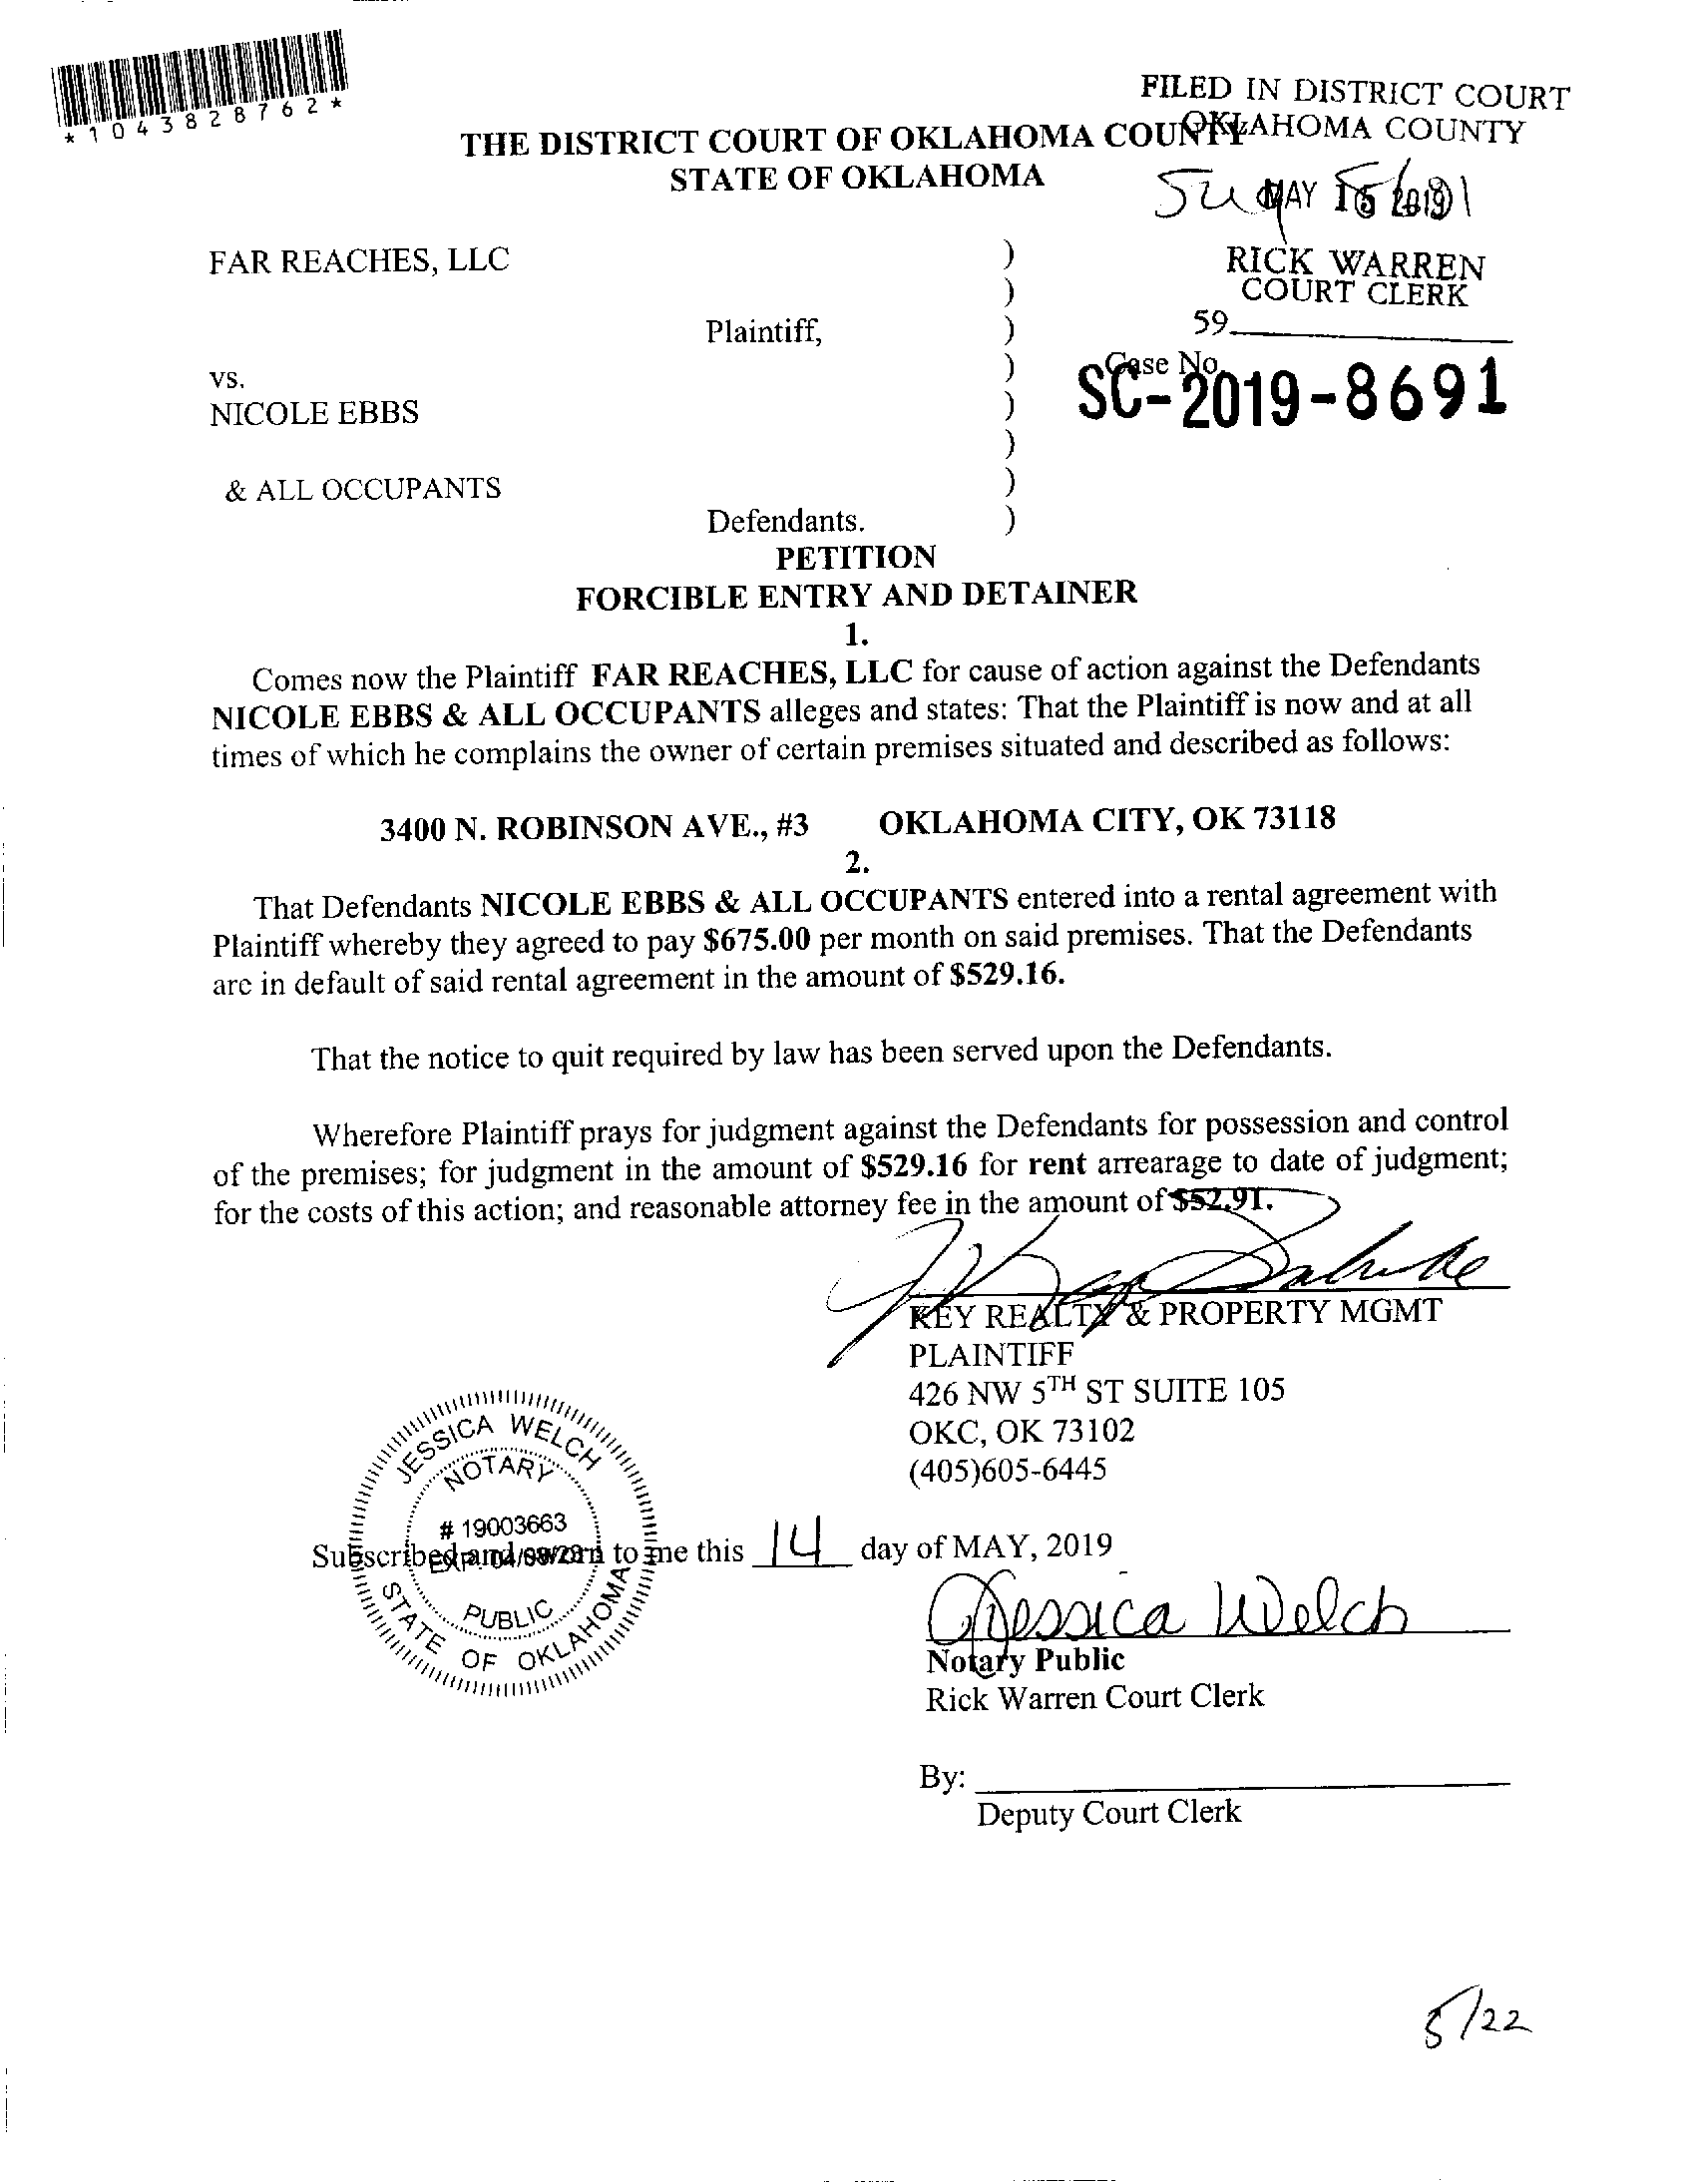 *1043828762*
FILED IN DISTRICT COURT
OKLAHOMA COUNTY
THE DISTRICT COURT OF OKLAHOMA COUNTY
STATE OF OKLAHOMA
MAY 15 2019
FAR REACHES, LLC )
RICK WARREN
COURT CLERK
)
Plaintiff, )
59
vs. )
Case No.
SC-2019-8691
NICOLE EBBS )
)
& ALL OCCUPANTS )
Defendants. )
PETITION
FORCIBLE ENTRY AND DETAINER
1.
Comes now the Plaintiff FAR REACHES, LLC for cause of action against the Defendants
NICOLE EBBS & ALL OCCUPANTS alleges and states: That the Plaintiff is now and at all
times of which he complains the owner of certain premises situated and described as follows:
3400 N. ROBINSON AVE., #3 OKLAHOMA CITY, OK 73118
2.
That Defendants NICOLE EBBS & ALL OCCUPANTS entered into a rental agreement with
Plaintiff whereby they agreed to pay $675.00 per month on said premises. That the Defendants
are in default of said rental agreement in the amount of $529.16.
That the notice to quit required by law has been served upon the Defendants.
Wherefore Plaintiff prays for judgment against the Defendants for possession and control
of the premises; for judgment in the amount of $529.16 for rent arrearage to date of judgment;
for the costs of this action; and reasonable attorney fee in the amount of $52.91.
KEY REALTY & PROPERTY MGMT
PLAINTIFF
426 NW 5TH ST SUITE 105
OKC, OK 73102
(405)605-6445
JESSICA WELCH
NOTARY
# 19003663
EXP. 04/08/23
PUBLIC
STATE OF OKLAHOMA
Subscribed and sworn to me this 14 day of MAY, 2019
Jessica Welch
Notary Public
Rick Warren Court Clerk
By:
Deputy Court Clerk
5/22